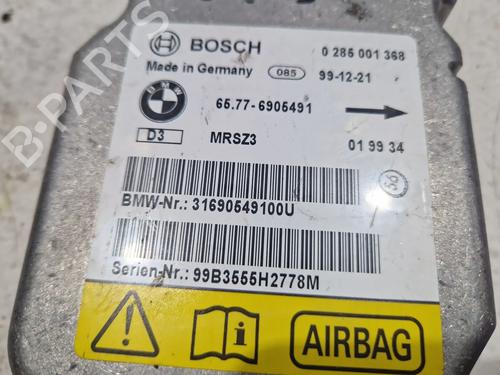 BOSCH 0 285 001 368
Made in Germany 085 99-12-21
BMW 65.77-6905491
D3 MRSZ3 01 99 34
BMW-Nr.: 31690549100U
Serien-Nr.: 99B3555H2778M
AIRBAG
B-PARTS